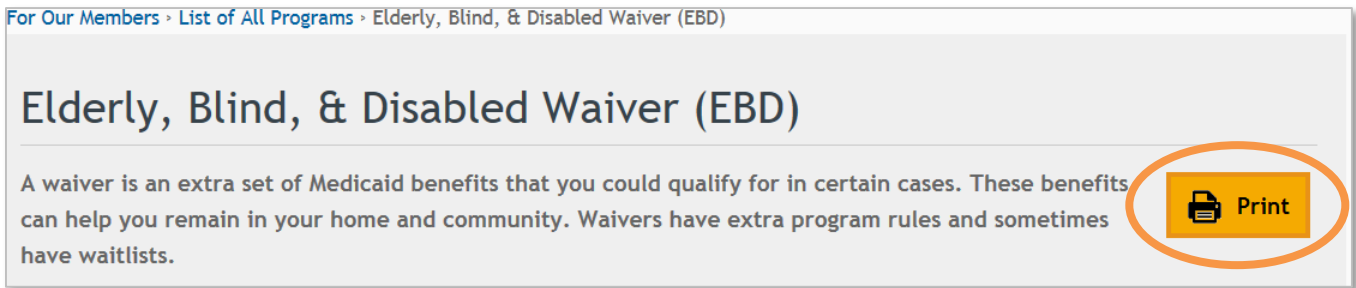 For Our Members › List of All Programs › Elderly, Blind, & Disabled Waiver (EBD)
Elderly, Blind, & Disabled Waiver (EBD)
A waiver is an extra set of Medicaid benefits that you could qualify for in certain cases. These benefits
can help you remain in your home and community. Waivers have extra program rules and sometimes
have waitlists.
Print